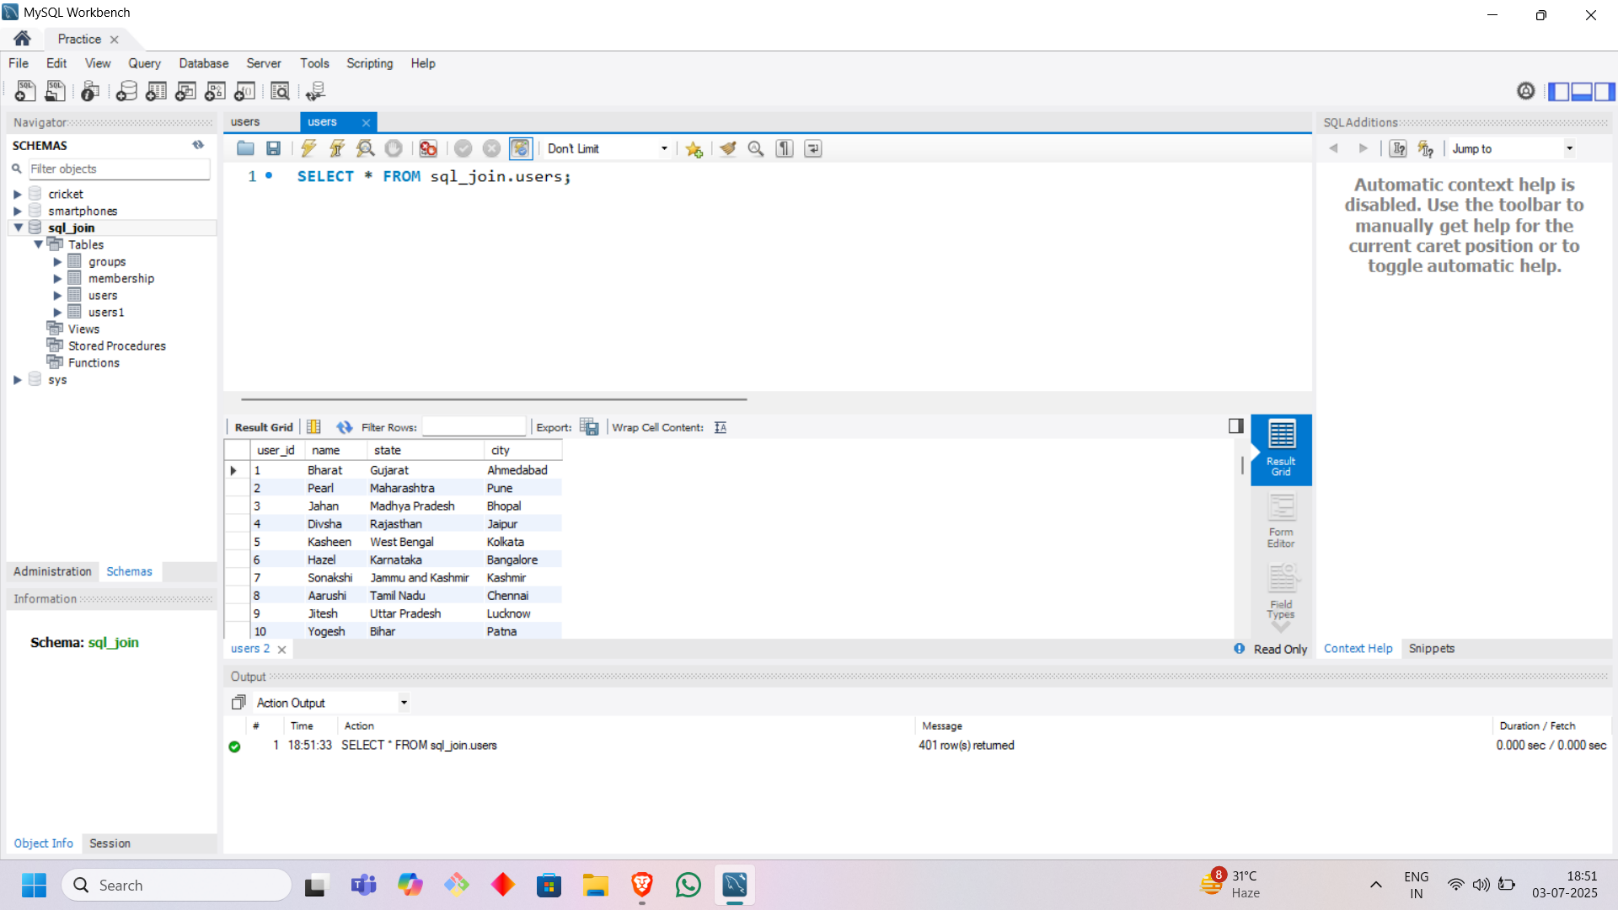 MySQL Workbench
Practice
File Edit View Query Database Server Tools Scripting Help
Navigator
SCHEMAS
Filter objects
cricket
smartphones
sql_join
Tables
groups
membership
users
users1
Views
Stored Procedures
Functions
sys
Administration Schemas
Information
Schema: sql_join
Object Info Session
users users
Don't Limit
1 SELECT * FROM sql_join.users;
Result Grid Filter Rows: Export: Wrap Cell Content:
user_id name state city
1 Bharat Gujarat Ahmedabad
2 Pearl Maharashtra Pune
3 Jahan Madhya Pradesh Bhopal
4 Divsha Rajasthan Jaipur
5 Kasheen West Bengal Kolkata
6 Hazel Karnataka Bangalore
7 Sonakshi Jammu and Kashmir Kashmir
8 Aarushi Tamil Nadu Chennai
9 Jitesh Uttar Pradesh Lucknow
10 Yogesh Bihar Patna
Result
Grid
Form
Editor
Field
Types
users 2
Read Only
SQLAdditions
Jump to
Automatic context help is
disabled. Use the toolbar to
manually get help for the
current caret position or to
toggle automatic help.
Context Help Snippets
Output
Action Output
# Time Action Message Duration / Fetch
1 18:51:33 SELECT * FROM sql_join.users 401 row(s) returned 0.000 sec / 0.000 sec
Search
8
31°C
Haze
ENG
IN
18:51
03-07-2025